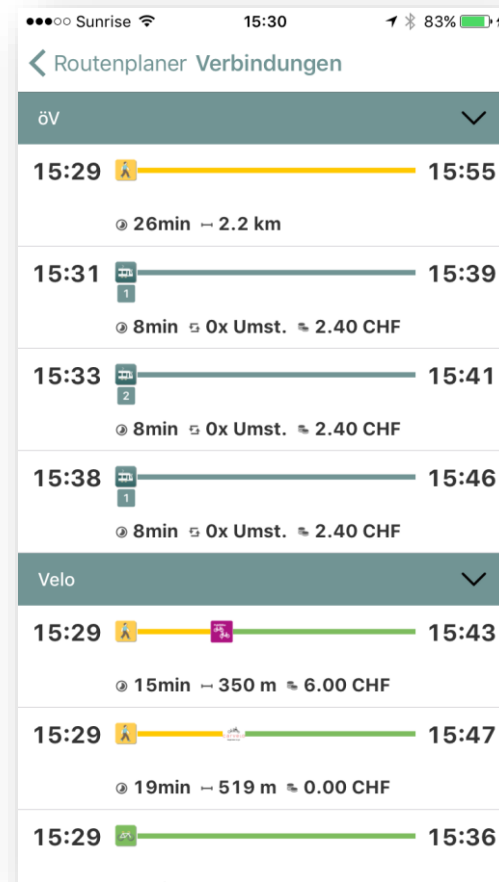 Sunrise 15:30 83%
Routenplaner Verbindungen
öV
15:29 15:55
26min 2.2 km
15:31 15:39
1
8min 0x Umst. 2.40 CHF
15:33 15:41
2
8min 0x Umst. 2.40 CHF
15:38 15:46
1
8min 0x Umst. 2.40 CHF
Velo
15:29 15:43
15min 350 m 6.00 CHF
15:29 15:47
19min 519 m 0.00 CHF
15:29 15:36